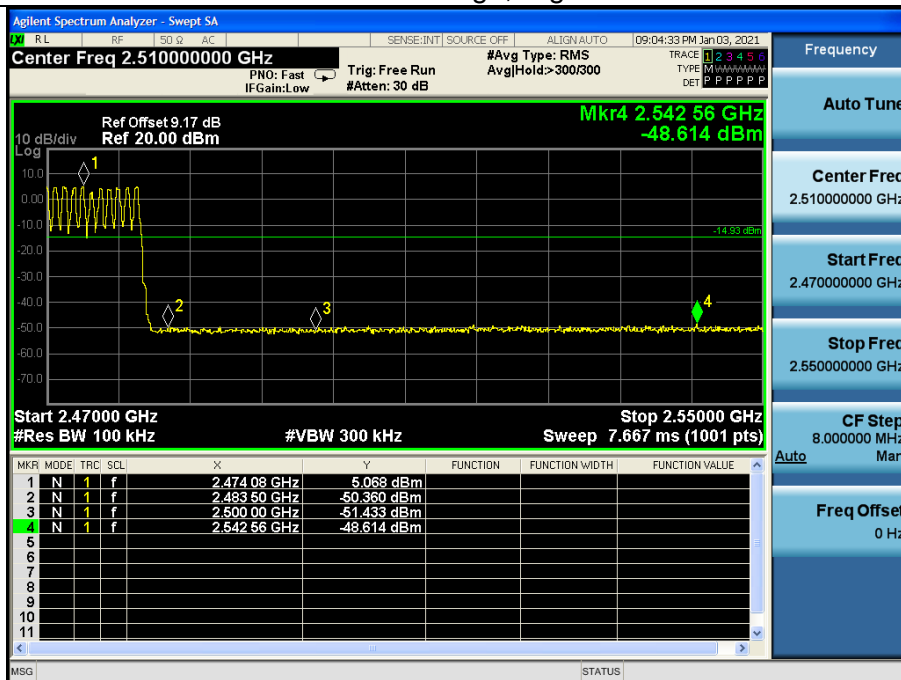 Agilent Spectrum Analyzer - Swept SA
LXI RL RF 50 Ω AC SENSE:INT SOURCE OFF ALIGN AUTO 09:04:33 PM Jan 03, 2021
Center Freq 2.510000000 GHz
PNO: Fast
IFGain:Low
Trig: Free Run
#Atten: 30 dB
#Avg Type: RMS
Avg|Hold:>300/300
TRACE 1 2 3 4 5 6
TYPE M WWWWW
DET P P P P P P
Mkr4 2.542 56 GHz
-48.614 dBm
Ref Offset 9.17 dB
10 dB/div Ref 20.00 dBm
Log
10.0
0.00
-10.0
-20.0
-30.0
-40.0
-50.0
-60.0
-70.0
1
2
3
4
-14.93 dBm
Start 2.47000 GHz Stop 2.55000 GHz
#Res BW 100 kHz #VBW 300 kHz Sweep 7.667 ms (1001 pts)
MKR MODE TRC SCL X Y FUNCTION FUNCTION WIDTH FUNCTION VALUE
1 N 1 f 2.474 08 GHz 5.068 dBm
2 N 1 f 2.483 50 GHz -50.360 dBm
3 N 1 f 2.500 00 GHz -51.433 dBm
4 N 1 f 2.542 56 GHz -48.614 dBm
5
6
7
8
9
10
11
MSG STATUS
Frequency
Auto Tune
Center Freq
2.510000000 GHz
Start Freq
2.470000000 GHz
Stop Freq
2.550000000 GHz
CF Step
8.000000 MHz
Auto Man
Freq Offset
0 Hz